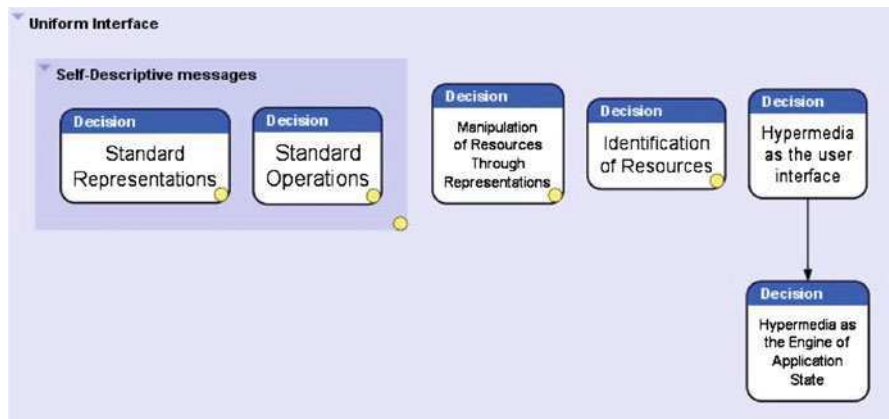 Uniform Interface
Self-Descriptive messages
Decision
Standard
Representations
Decision
Standard
Operations
Decision
Manipulation
of Resources
Through
Representations
Decision
Identification
of Resources
Decision
Hypermedia
as the user
interface
Decision
Hypermedia as
the Engine of
Application
State